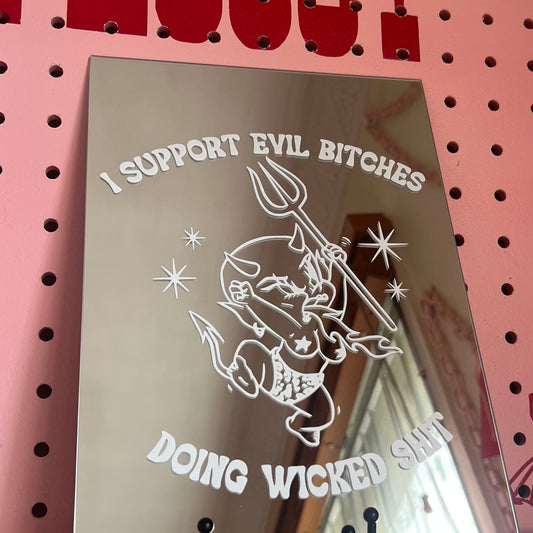 I SUPPORT EVIL BITCHES
DOING WICKED SHIT